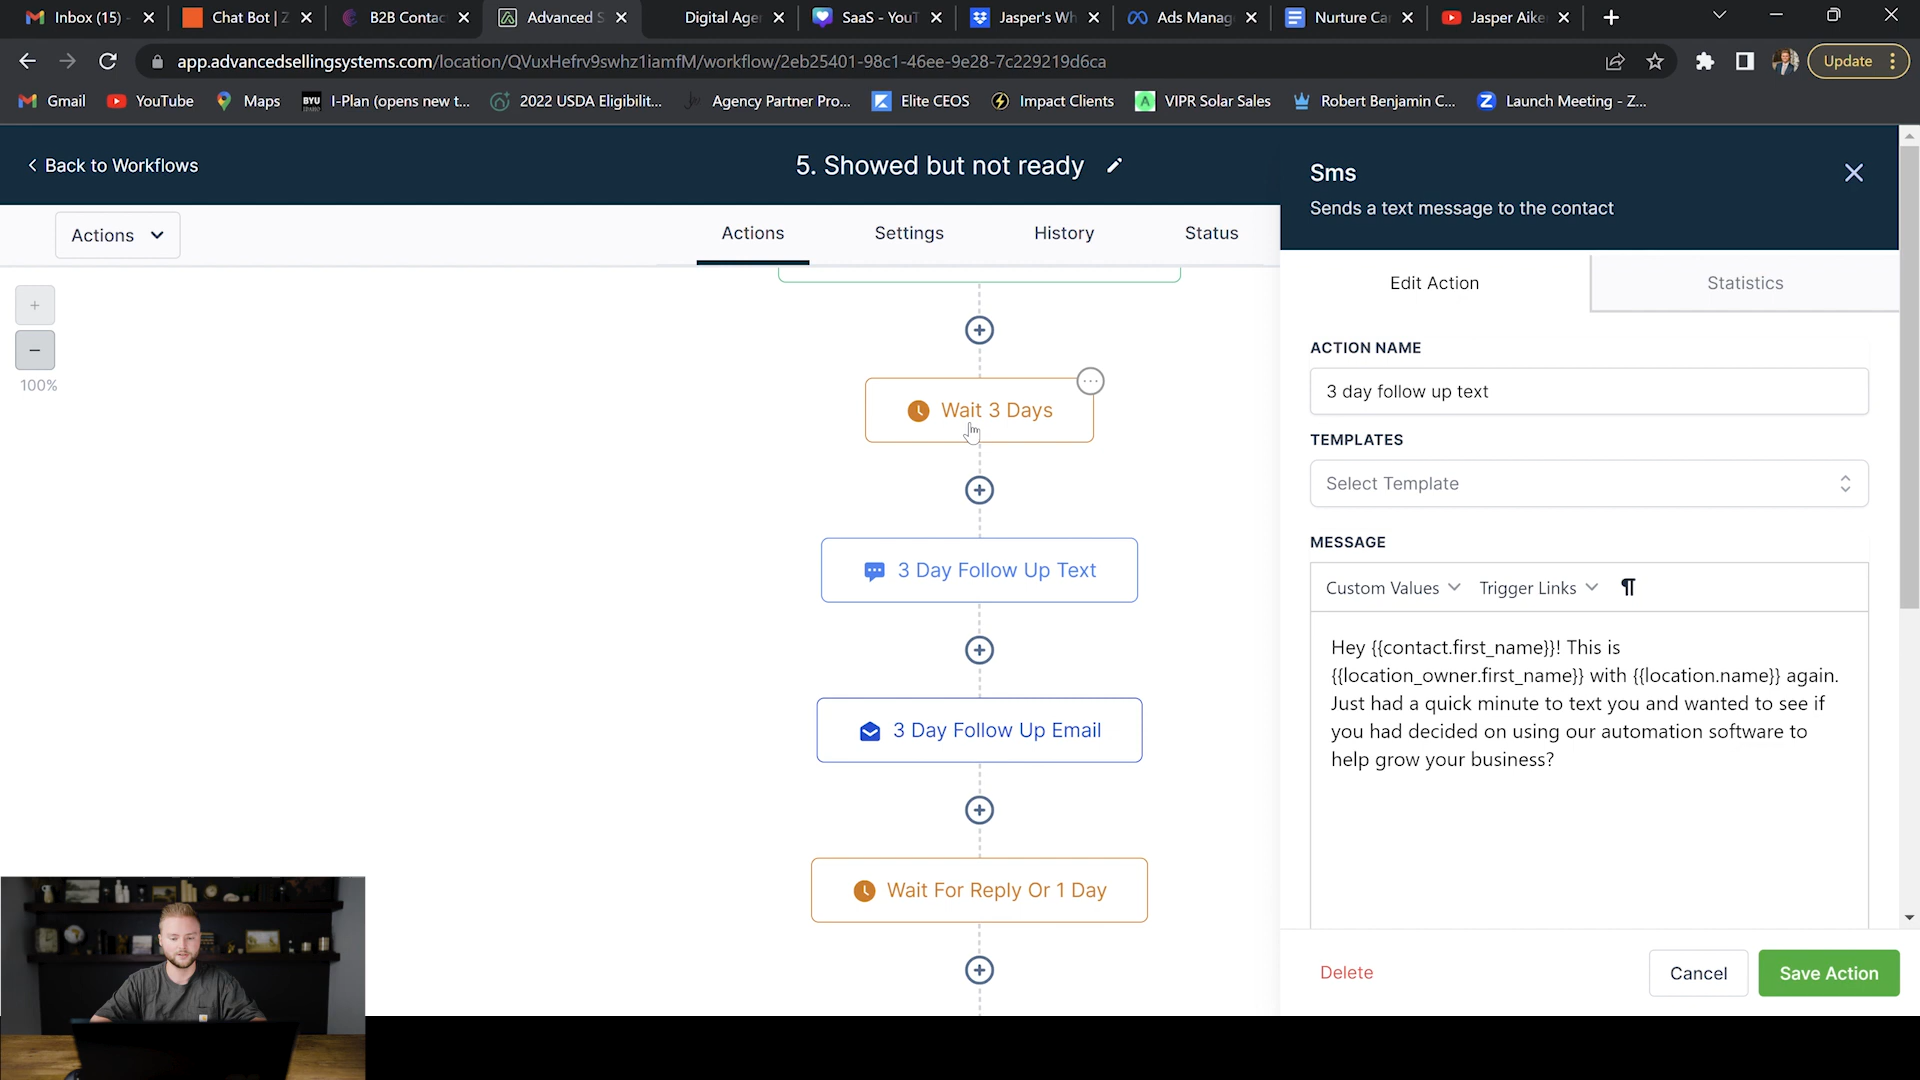 Inbox (15) -
Chat Bot | Z
B2B Contac
Advanced S
Digital Agen
SaaS - YouT
Jasper's Wh
Ads Manag
Nurture Ca
Jasper Aike
app.advancedsellingsystems.com/location/QVuxHefrv9swhz1iamfM/workflow/2eb25401-98c1-46ee-9e28-7c229219d6ca
Update
Gmail
YouTube
Maps
BYU
I-Plan (opens new t...
2022 USDA Eligibilit...
Agency Partner Pro...
Elite CEOS
Impact Clients
VIPR Solar Sales
Robert Benjamin C...
Launch Meeting - Z...
Back to Workflows
5. Showed but not ready
Sms
Sends a text message to the contact
Actions
Actions
Settings
History
Status
Edit Action
Statistics
100%
ACTION NAME
3 day follow up text
TEMPLATES
Select Template
MESSAGE
Custom Values
Trigger Links
Hey {{contact.first_name}}! This is
{{location_owner.first_name}} with {{location.name}} again.
Just had a quick minute to text you and wanted to see if
you had decided on using our automation software to
help grow your business?
Wait 3 Days
3 Day Follow Up Text
3 Day Follow Up Email
Wait For Reply Or 1 Day
Delete
Cancel
Save Action